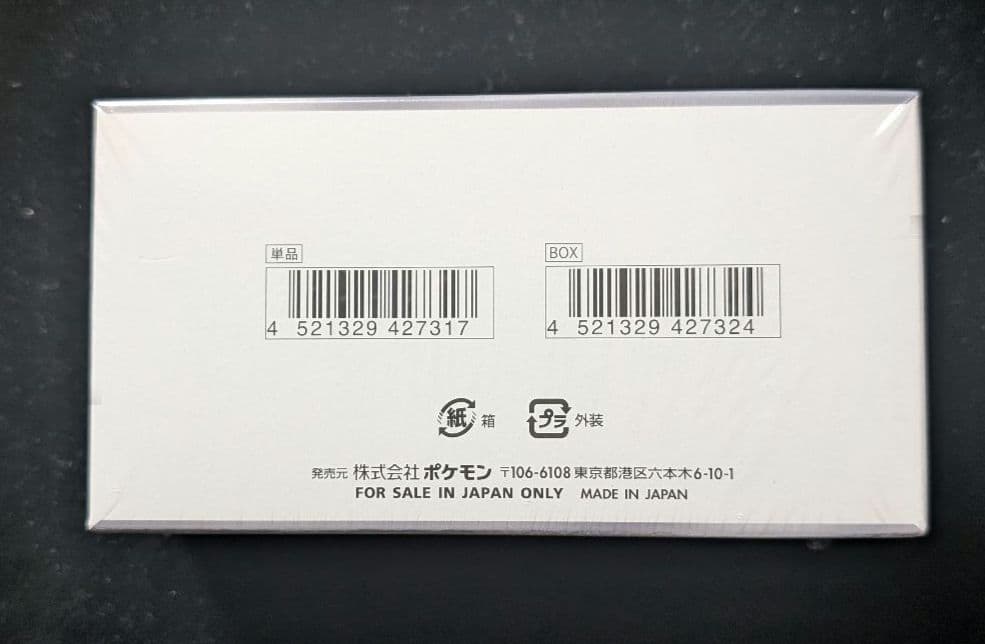 単品
4 521329 427317
BOX
4 521329 427324
紙 箱
プラ 外装
発売元 株式会社ポケモン 〒106-6108 東京都港区六本木6-10-1
FOR SALE IN JAPAN ONLY MADE IN JAPAN